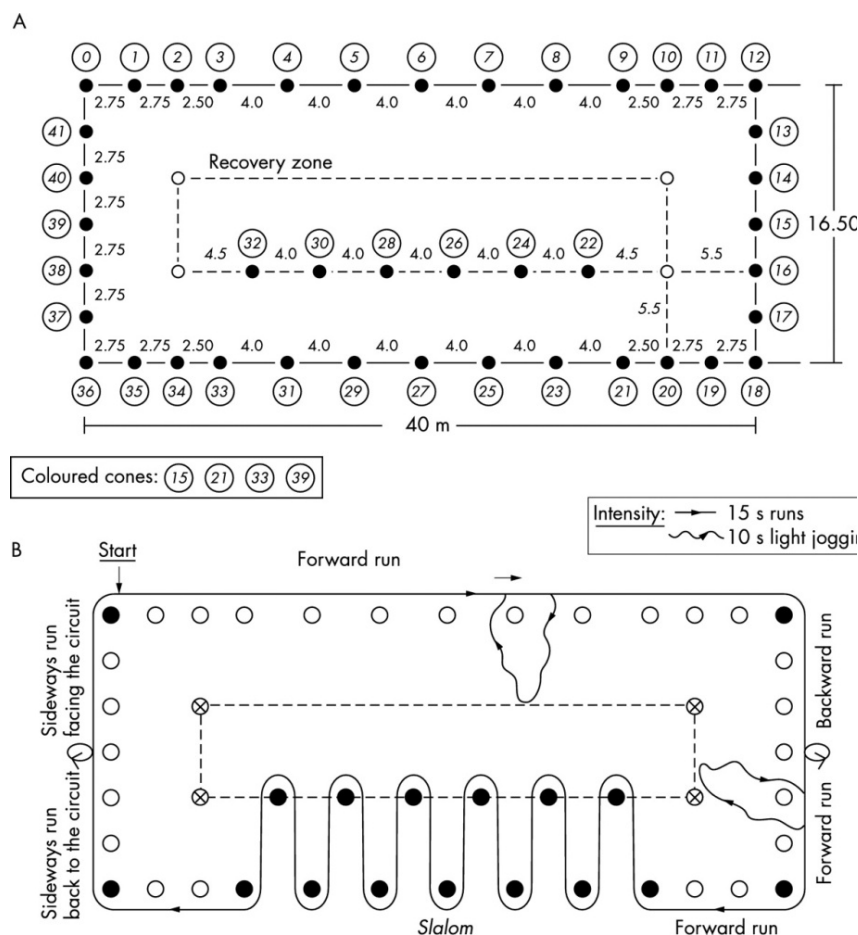 A
0 1 2 3 4 5 6 7 8 9 10 11 12
2.75 2.75 2.50 4.0 4.0 4.0 4.0 4.0 4.0 2.50 2.75 2.75
41 13
2.75
40 Recovery zone 14
2.75
39 32 30 28 26 24 22 15 16.50
2.75 4.5 4.0 4.0 4.0 4.0 4.0 4.5 5.5
38 16
2.75 5.5
37 17
2.75 2.75 2.50 4.0 4.0 4.0 4.0 4.0 4.0 2.50 2.75 2.75
36 35 34 33 31 29 27 25 23 21 20 19 18
40 m
Coloured cones: 15 21 33 39
Intensity: 15 s runs
10 s light joggin
B
Start
Forward run
Sideways run
facing the circuit
Backward run
Sideways run
back to the circuit
Forward run
Slalom
Forward run